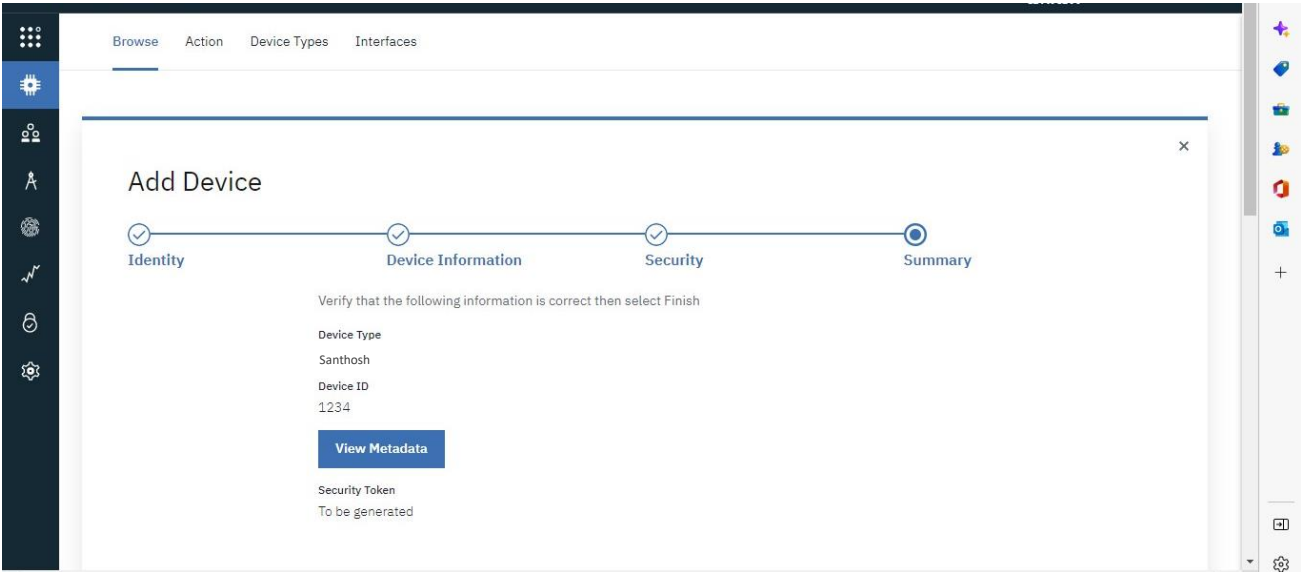 Browse Action Device Types Interfaces
Add Device
Identity Device Information Security Summary
Verify that the following information is correct then select Finish
Device Type
Santhosh
Device ID
1234
View Metadata
Security Token
To be generated